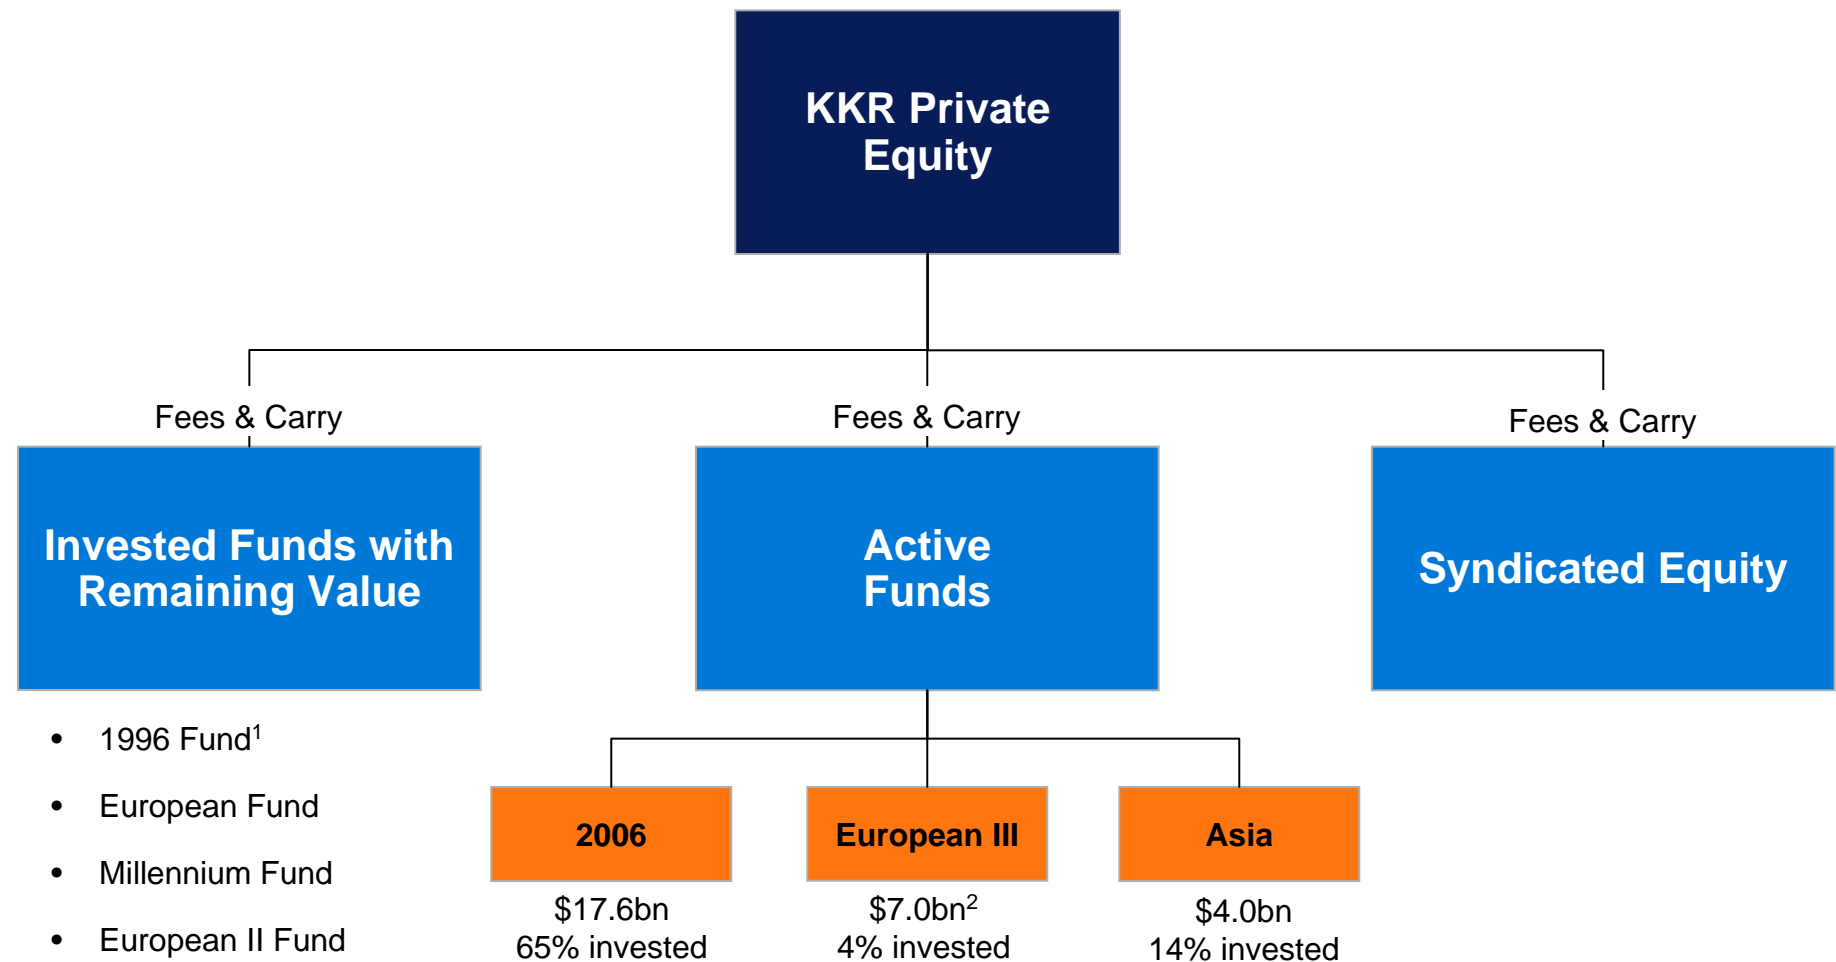 KKR Private
Equity
Fees & Carry
Fees & Carry
Fees & Carry
Invested Funds with
Remaining Value
Active
Funds
Syndicated Equity
• 1996 Fund¹
• European Fund
• Millennium Fund
• European II Fund
2006
$17.6bn
65% invested
European III
$7.0bn²
4% invested
Asia
$4.0bn
14% invested